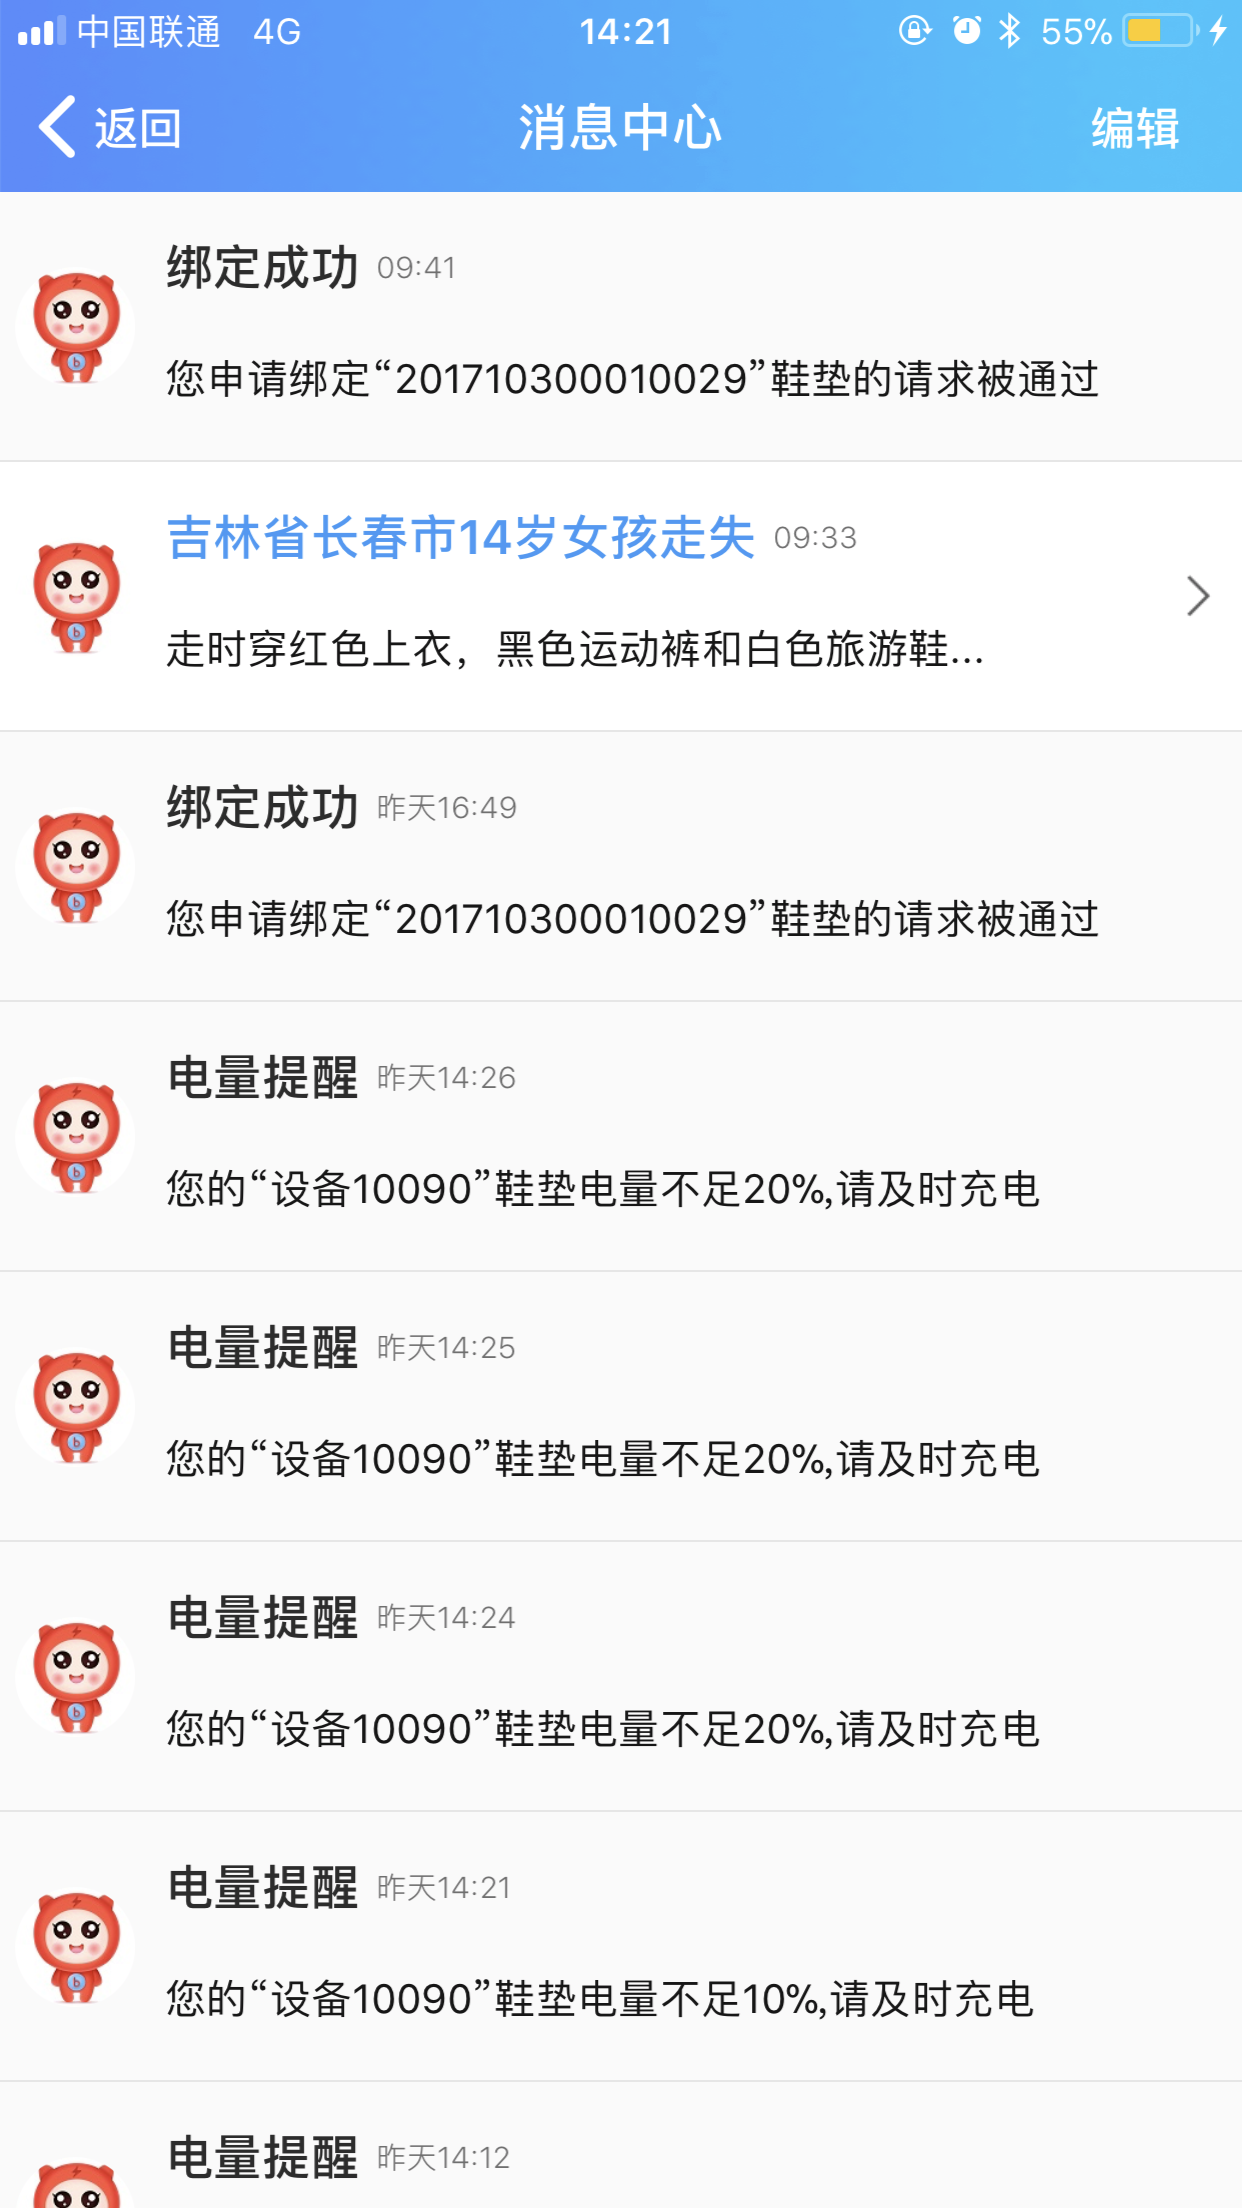 中国联通 4G 14:21 55%
返回 消息中心 编辑
绑定成功 09:41
您申请绑定“201710300010029”鞋垫的请求被通过
吉林省长春市14岁女孩走失 09:33
走时穿红色上衣，黑色运动裤和白色旅游鞋...
绑定成功 昨天16:49
您申请绑定“201710300010029”鞋垫的请求被通过
电量提醒 昨天14:26
您的“设备10090”鞋垫电量不足20%,请及时充电
电量提醒 昨天14:25
您的“设备10090”鞋垫电量不足20%,请及时充电
电量提醒 昨天14:24
您的“设备10090”鞋垫电量不足20%,请及时充电
电量提醒 昨天14:21
您的“设备10090”鞋垫电量不足10%,请及时充电
电量提醒 昨天14:12